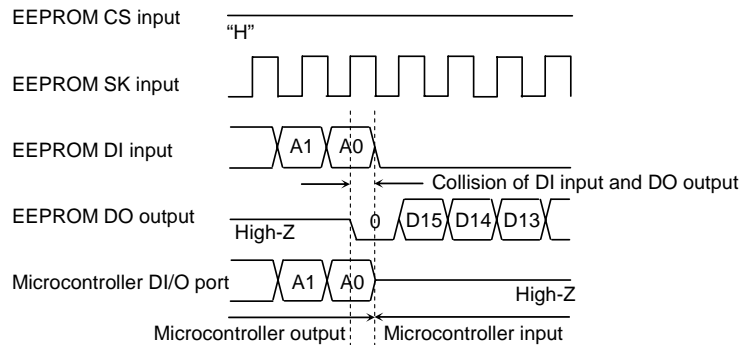 EEPROM CS input
“H”
EEPROM SK input
EEPROM DI input
A1 A0
Collision of DI input and DO output
EEPROM DO output
High-Z
0 D15 D14 D13
Microcontroller DI/O port
A1 A0
High-Z
Microcontroller output Microcontroller input